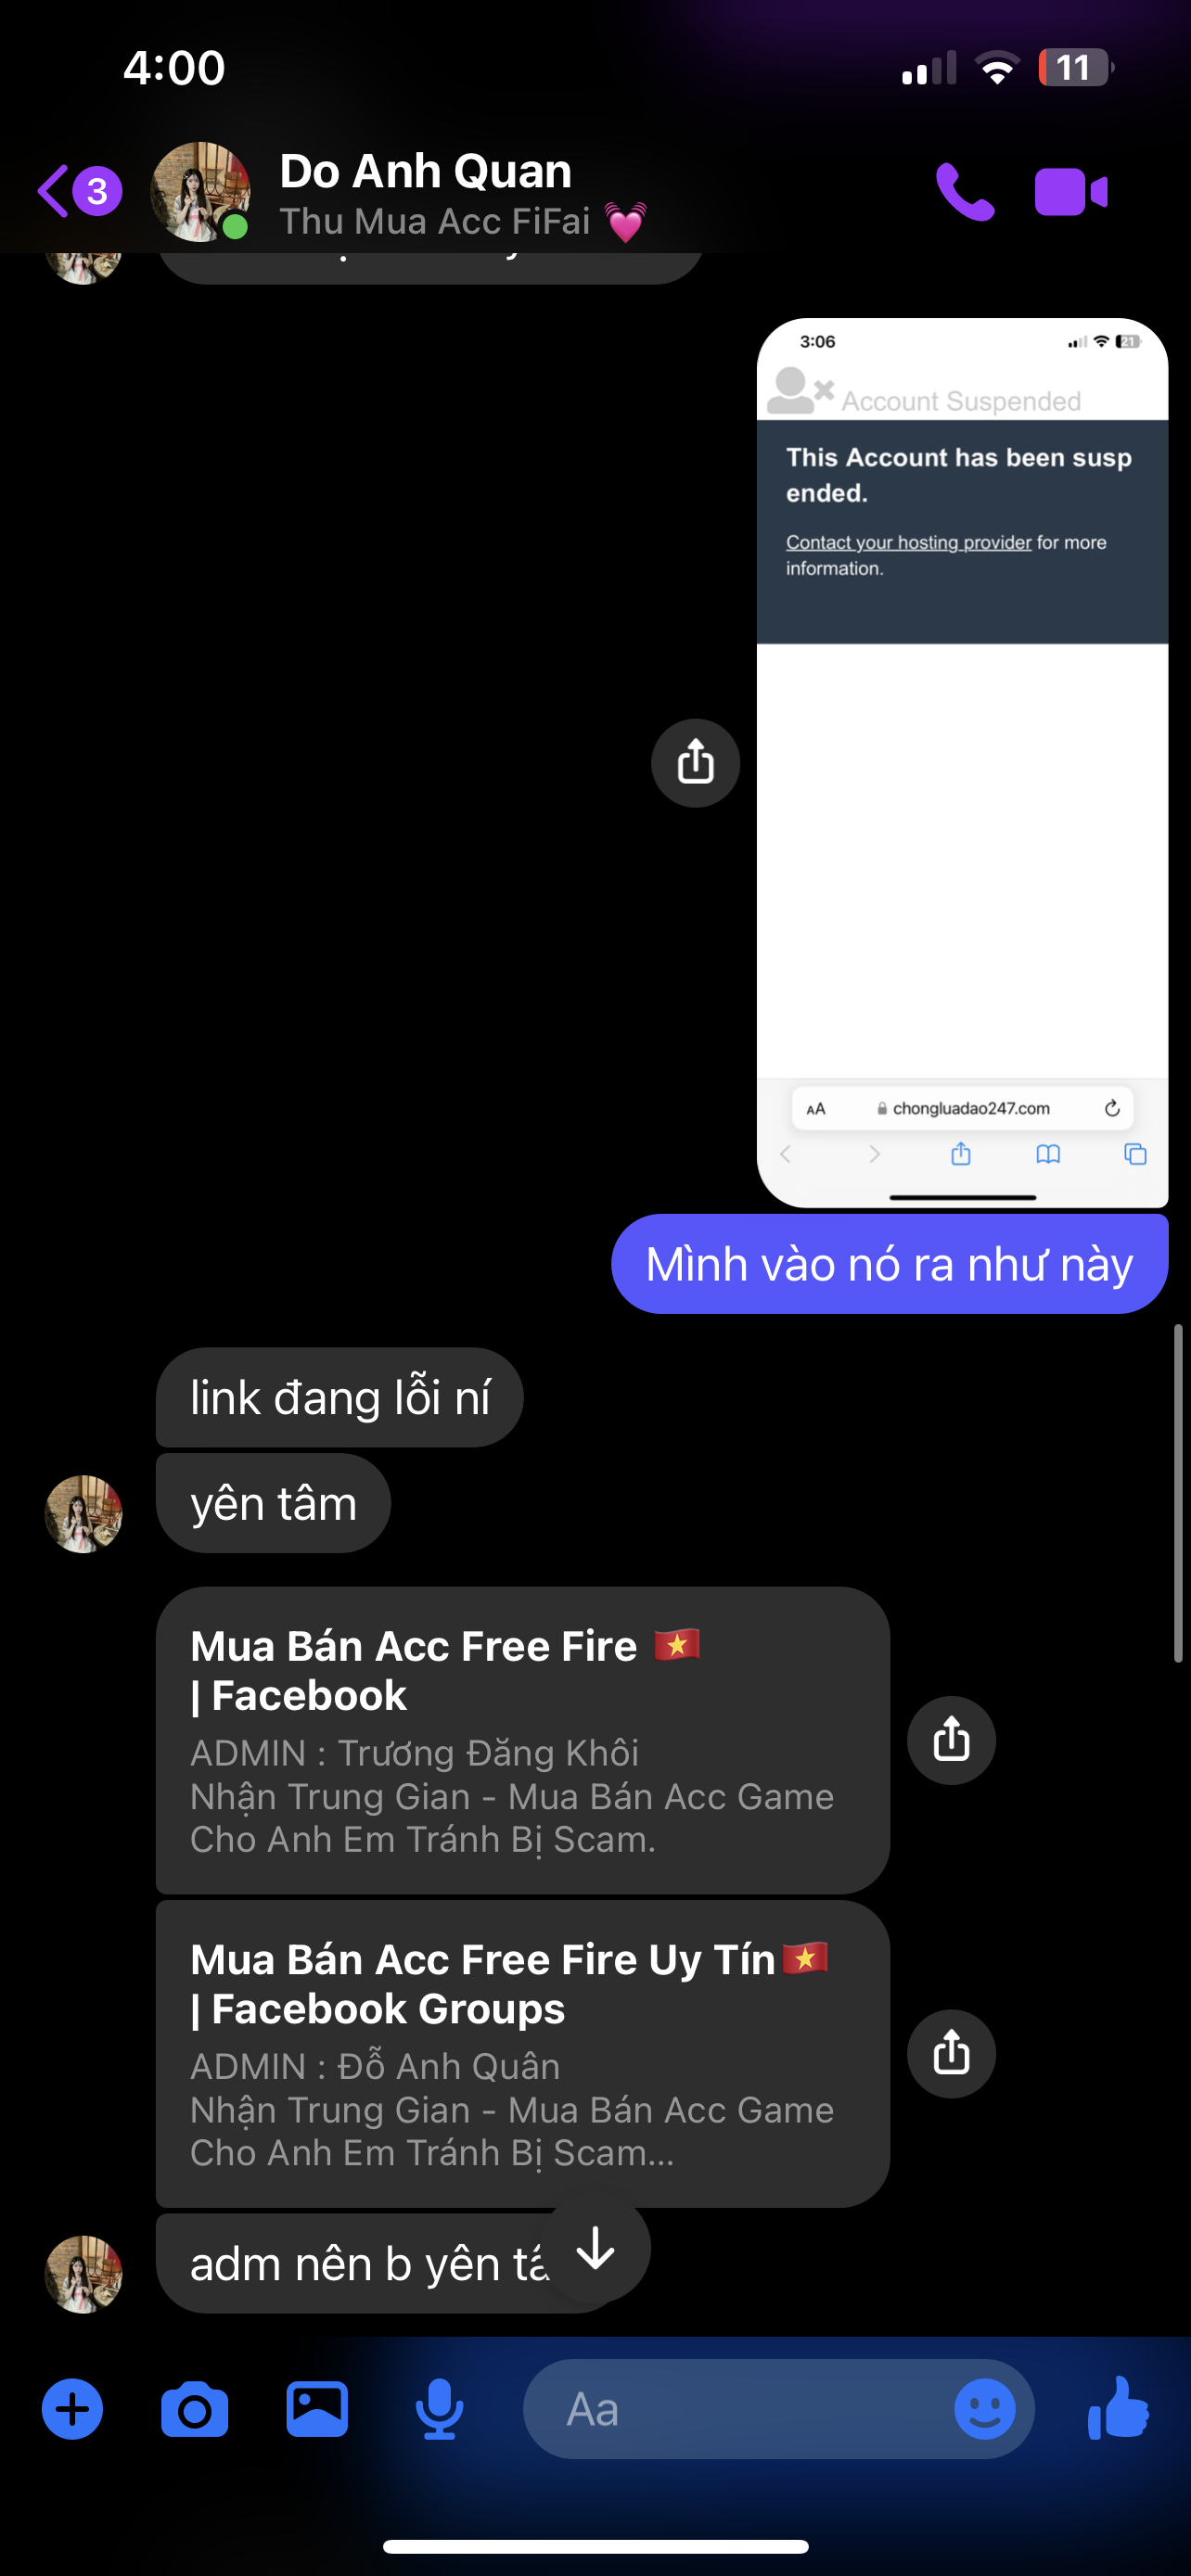 4:00
11
3
Do Anh Quan
Thu Mua Acc FiFai 💓
3:06
21
Account Suspended
This Account has been susp
ended.
Contact your hosting provider for more
information.
AA chongluadao247.com
Mình vào nó ra như này
link đang lỗi ní
yên tâm
Mua Bán Acc Free Fire 🇻🇳
| Facebook
ADMIN : Trương Đăng Khôi
Nhận Trung Gian - Mua Bán Acc Game
Cho Anh Em Tránh Bị Scam.
Mua Bán Acc Free Fire Uy Tín🇻🇳
| Facebook Groups
ADMIN : Đỗ Anh Quân
Nhận Trung Gian - Mua Bán Acc Game
Cho Anh Em Tránh Bị Scam...
adm nên b yên
Aa